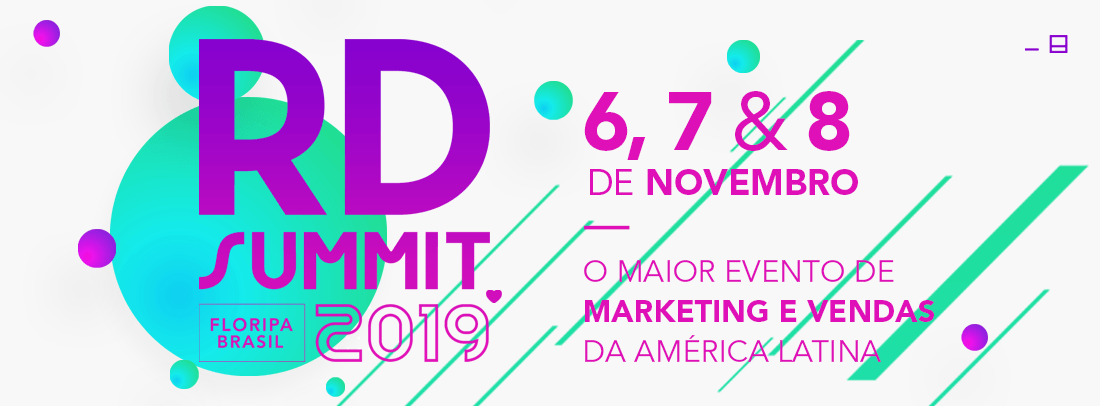 RD
SUMMIT
FLORIPA
BRASIL
2019
6, 7 & 8
DE NOVEMBRO
O MAIOR EVENTO DE
MARKETING E VENDAS
DA AMÉRICA LATINA